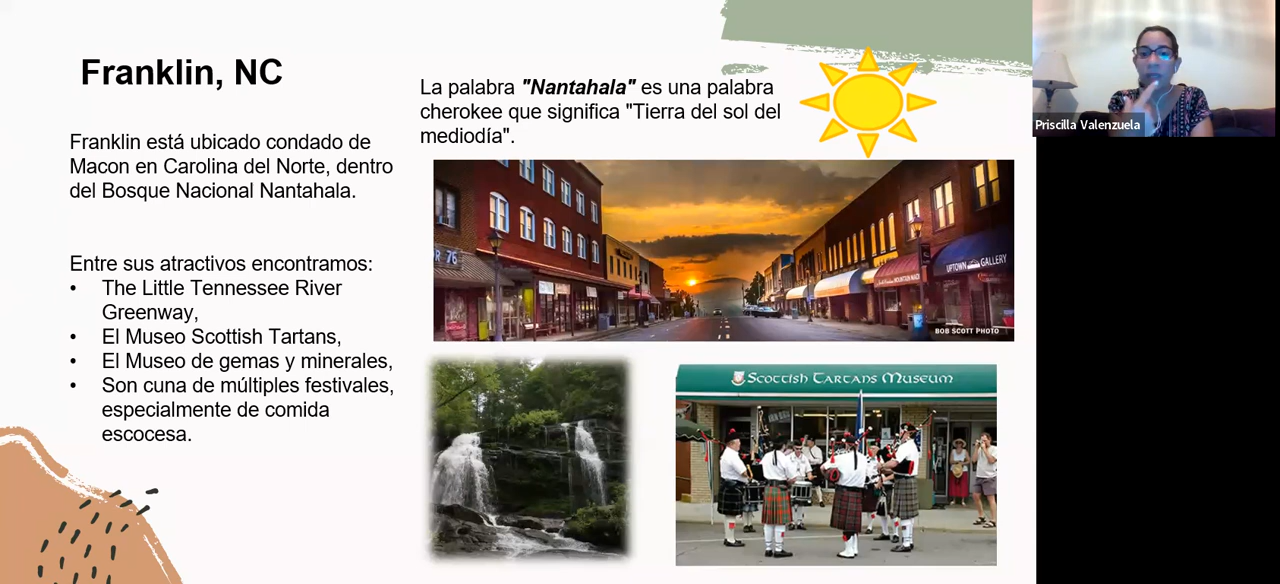 Franklin, NC
Franklin está ubicado condado de
Macon en Carolina del Norte, dentro
del Bosque Nacional Nantahala.
Entre sus atractivos encontramos:
• The Little Tennessee River
Greenway,
• El Museo Scottish Tartans,
• El Museo de gemas y minerales,
• Son cuna de múltiples festivales,
especialmente de comida
escocesa.
La palabra "Nantahala" es una palabra
cherokee que significa "Tierra del sol del
mediodía".
R 76
UPTOWN GALLERY
BOB SCOTT PHOTO
Scottish Tartans Museum
Priscilla Valenzuela